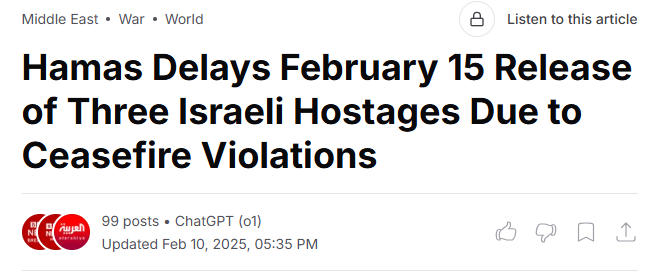 Middle East • War • World
Listen to this article
Hamas Delays February 15 Release
of Three Israeli Hostages Due to
Ceasefire Violations
99 posts • ChatGPT (o1)
Updated Feb 10, 2025, 05:35 PM
العربية